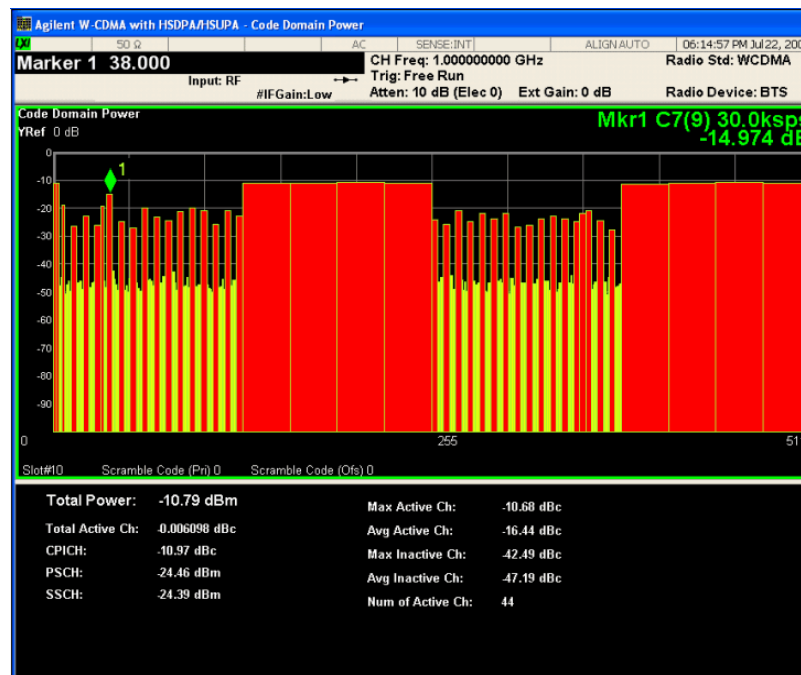 Agilent W-CDMA with HSDPA/HSUPA - Code Domain Power
LXI 50 Ω AC SENSE:INT ALIGN AUTO 06:14:57 PM Jul 22, 200
Marker 1 38.000
CH Freq: 1.000000000 GHz
Radio Std: WCDMA
Input: RF
Trig: Free Run
#IFGain:Low
Atten: 10 dB (Elec 0) Ext Gain: 0 dB
Radio Device: BTS
Code Domain Power
YRef 0 dB
Mkr1 C7(9) 30.0ksps
-14.974 dB
0
1
-10
-20
-30
-40
-50
-60
-70
-80
-90
0 255 51
Slot#10 Scramble Code (Pri) 0 Scramble Code (Ofs) 0
Total Power: -10.79 dBm
Total Active Ch: -0.006098 dBc
CPICH: -10.97 dBc
PSCH: -24.46 dBm
SSCH: -24.39 dBm
Max Active Ch: -10.68 dBc
Avg Active Ch: -16.44 dBc
Max Inactive Ch: -42.49 dBc
Avg Inactive Ch: -47.19 dBc
Num of Active Ch: 44